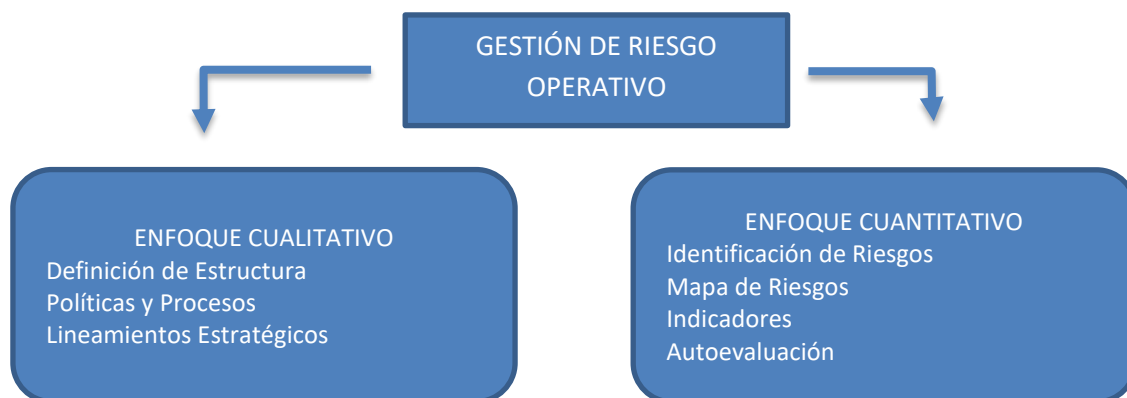 GESTIÓN DE RIESGO
OPERATIVO
ENFOQUE CUALITATIVO
Definición de Estructura
Políticas y Procesos
Lineamientos Estratégicos
ENFOQUE CUANTITATIVO
Identificación de Riesgos
Mapa de Riesgos
Indicadores
Autoevaluación